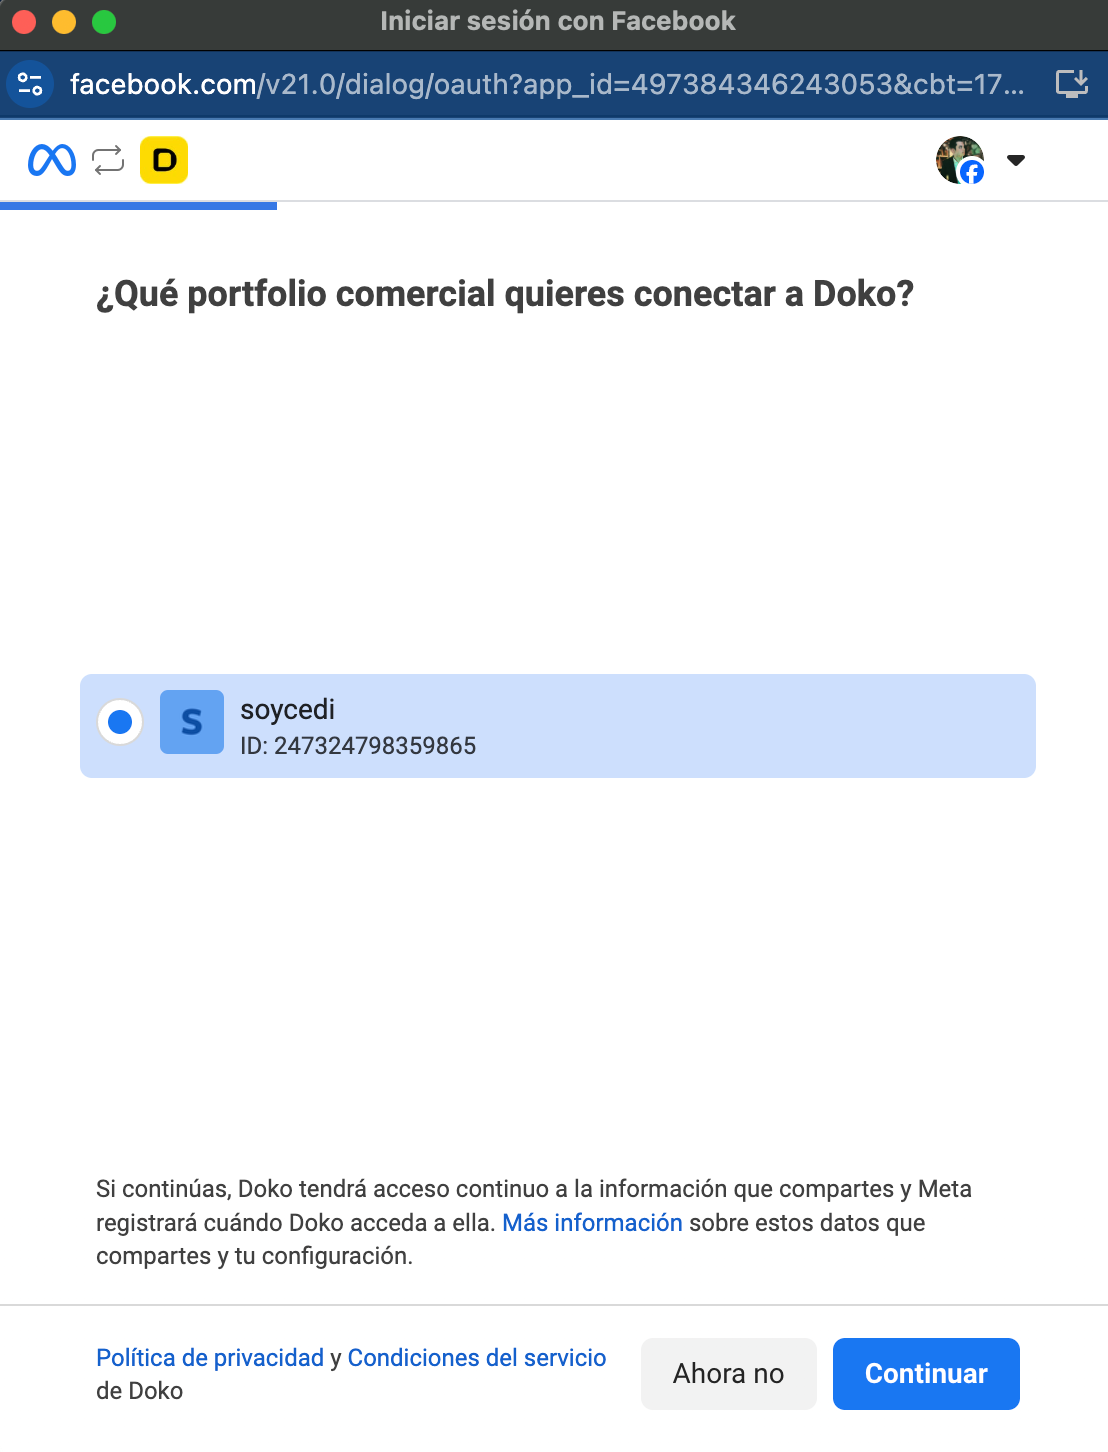 Iniciar sesión con Facebook
facebook.com/v21.0/dialog/oauth?app_id=497384346243053&cbt=17...
D
¿Qué portfolio comercial quieres conectar a Doko?
S
soycedi
ID: 247324798359865
Si continúas, Doko tendrá acceso continuo a la información que compartes y Meta
registrará cuándo Doko acceda a ella. Más información sobre estos datos que
compartes y tu configuración.
Política de privacidad y Condiciones del servicio
de Doko
Ahora no
Continuar